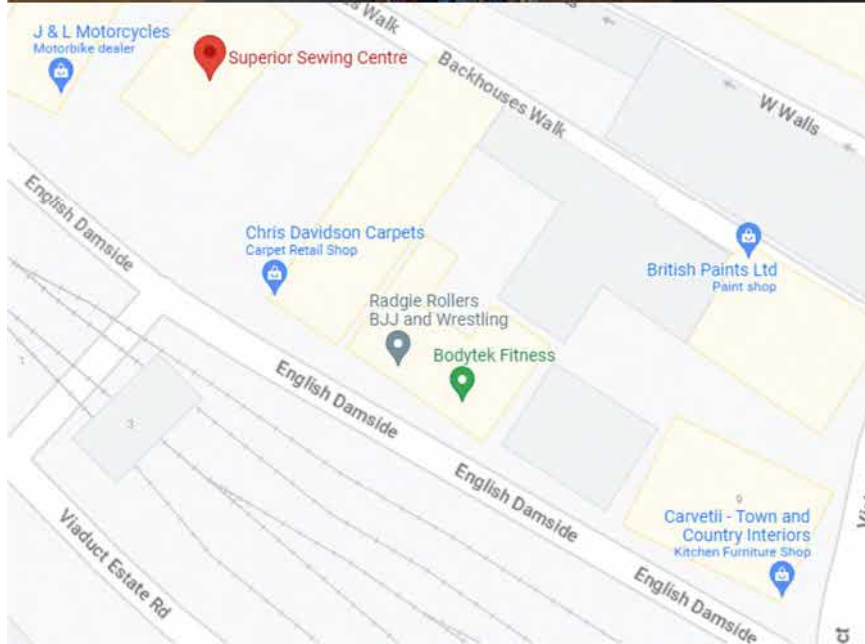 J & L Motorcycles
Motorbike dealer
Superior Sewing Centre
Walk
Backhouses Walk
W Walls
English Damside
Chris Davidson Carpets
Carpet Retail Shop
British Paints Ltd
Paint shop
Radgie Rollers
BJJ and Wrestling
Bodytek Fitness
English Damside
1
3
English Damside
9
Carvetii - Town and
Country Interiors
Kitchen Furniture Shop
Viaduct Estate Rd
English Damside
ct